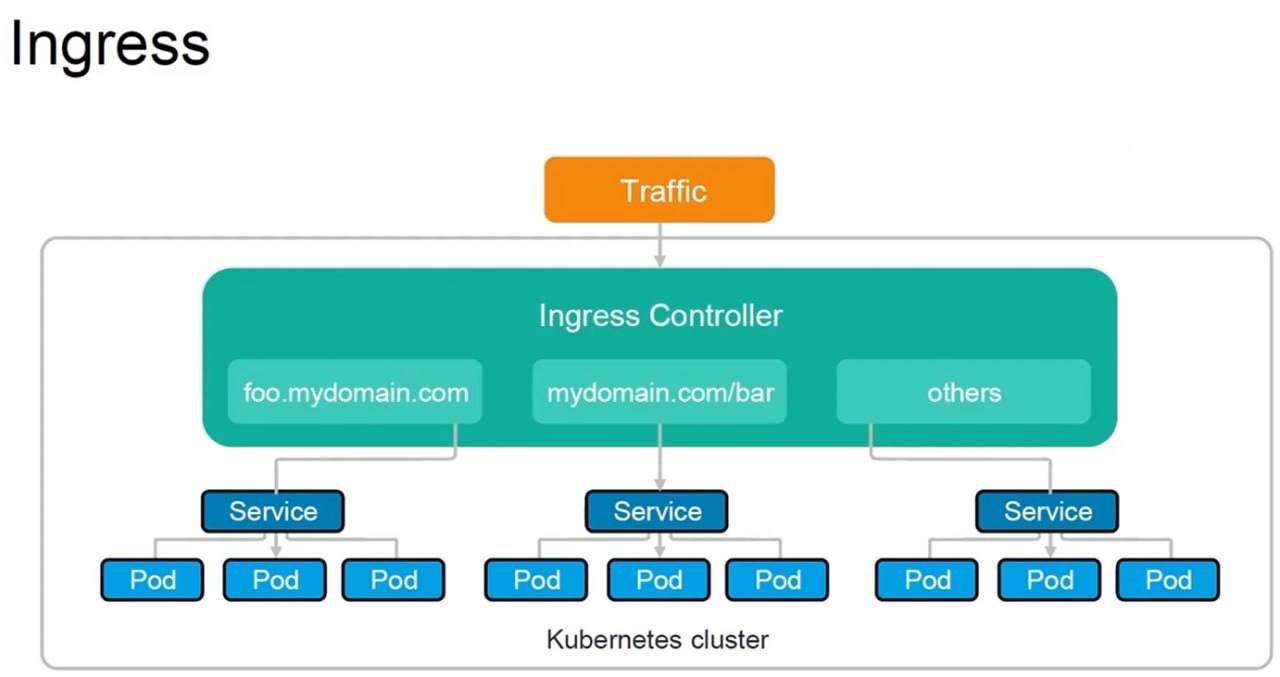 Ingress
Traffic
Ingress Controller
foo.mydomain.com
mydomain.com/bar
others
Service
Service
Service
Pod
Pod
Pod
Pod
Pod
Pod
Pod
Pod
Pod
Kubernetes cluster